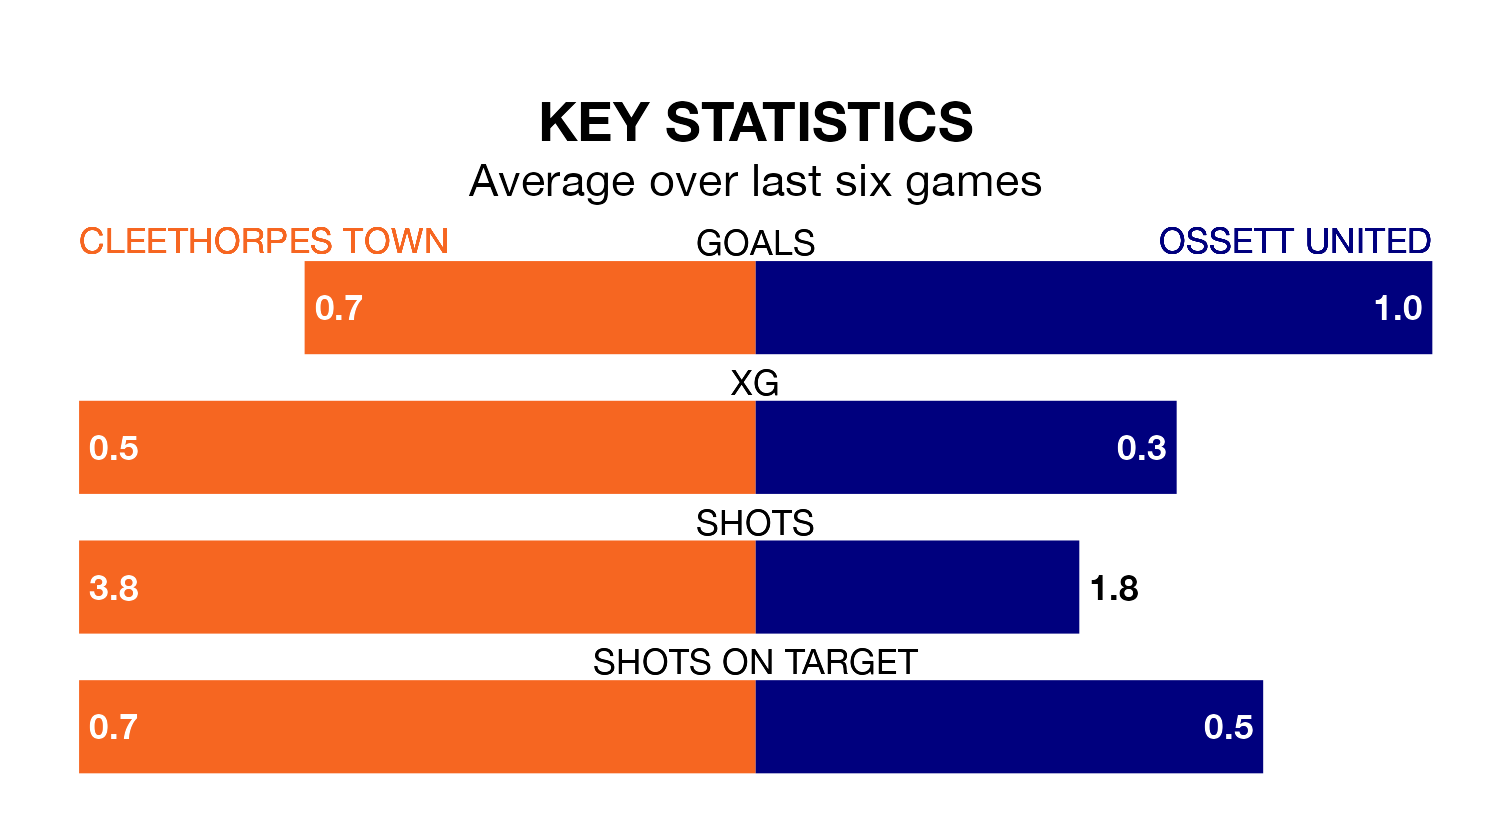 KEY STATISTICS
Average over last six games
CLEETHORPES TOWN GOALS OSSETT UNITED
0.7 1.0
XG
0.5 0.3
SHOTS
3.8 1.8
SHOTS ON TARGET
0.7 0.5